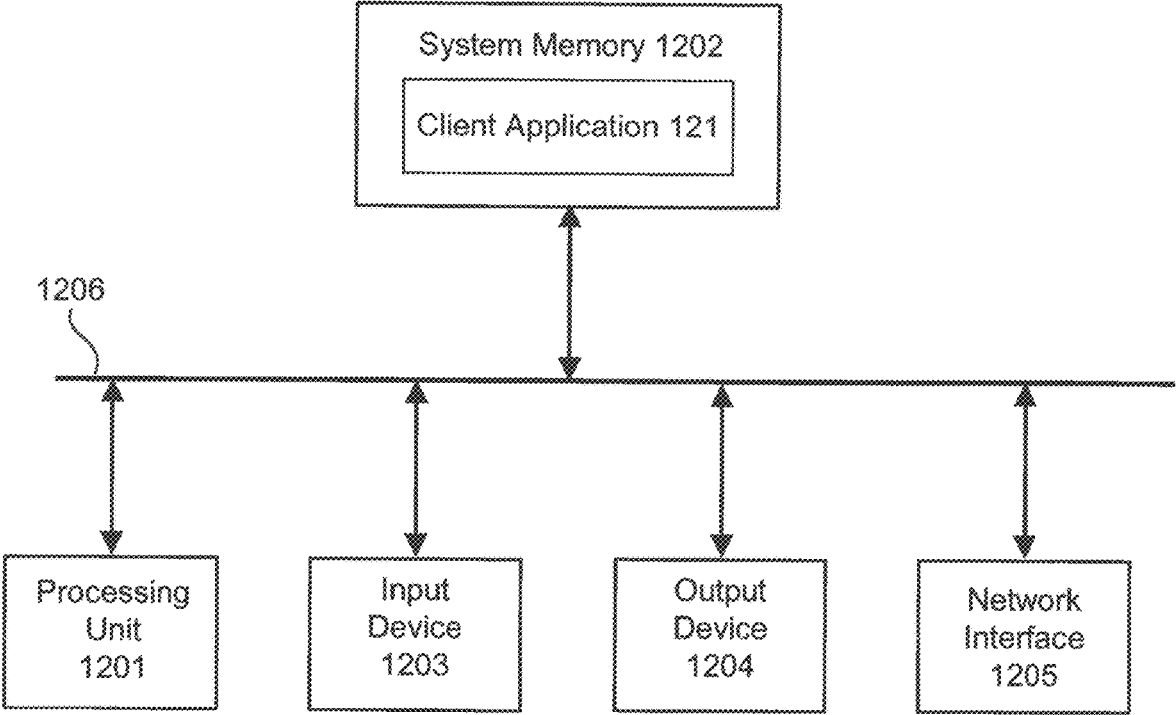 System Memory 1202
Client Application 121
1206
Processing
Unit
1201
Input
Device
1203
Output
Device
1204
Network
Interface
1205